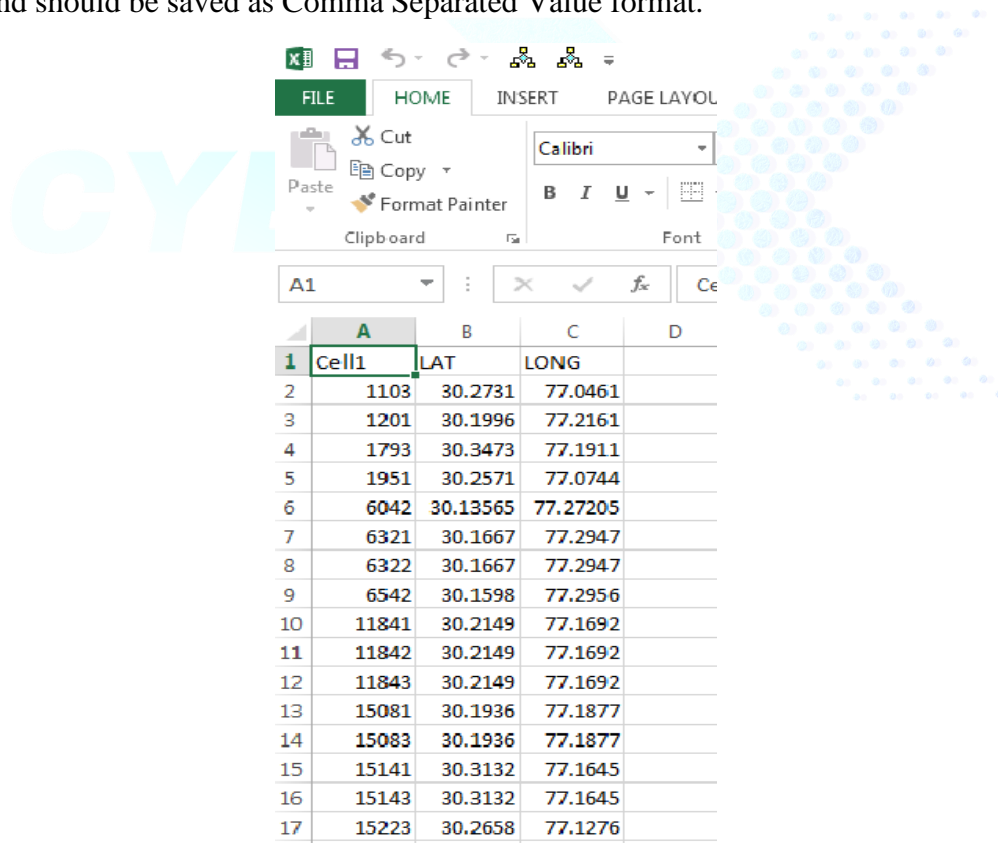 nd should be saved as Comma Separated Value format.
FILE HOME INSERT PAGE LAYOU
Cut
Copy
Paste
Format Painter
Calibri
B I U
Clipboard Font
A1 fx Ce
A B C D
1 Cell1 LAT LONG
2 1103 30.2731 77.0461
3 1201 30.1996 77.2161
4 1793 30.3473 77.1911
5 1951 30.2571 77.0744
6 6042 30.13565 77.27205
7 6321 30.1667 77.2947
8 6322 30.1667 77.2947
9 6542 30.1598 77.2956
10 11841 30.2149 77.1692
11 11842 30.2149 77.1692
12 11843 30.2149 77.1692
13 15081 30.1936 77.1877
14 15083 30.1936 77.1877
15 15141 30.3132 77.1645
16 15143 30.3132 77.1645
17 15223 30.2658 77.1276